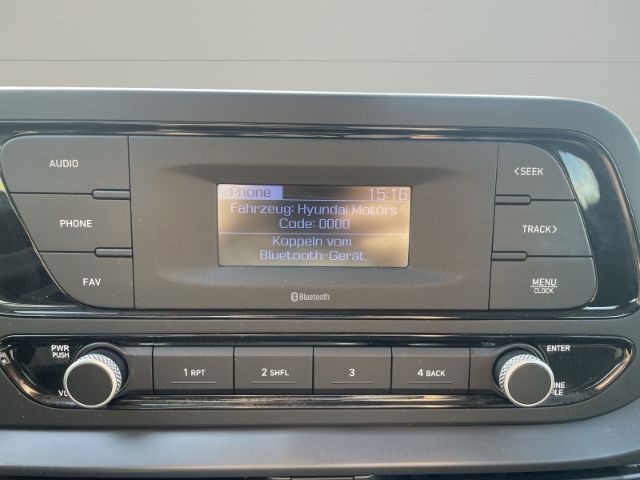 AUDIO
PHONE
FAV
Phone 15:16
Fahrzeug: Hyundai Motors
Code: 0000
Koppeln vom
Bluetooth-Gerät.
Bluetooth
<SEEK
TRACK>
MENU
CLOCK
PWR
PUSH
1 RPT
2 SHFL
3
4 BACK
ENTER